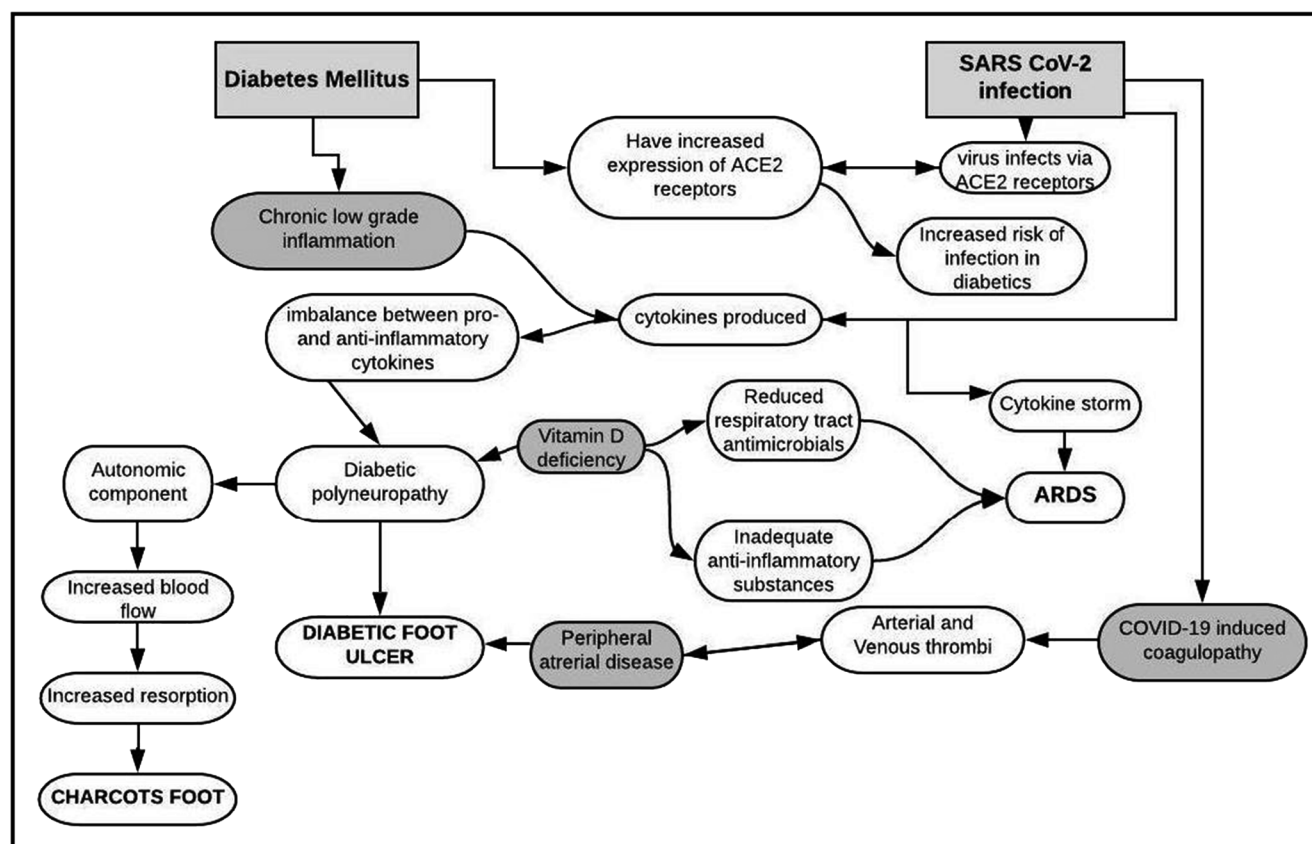 Diabetes Mellitus
SARS CoV-2
infection
Have increased
expression of ACE2
receptors
virus infects via
ACE2 receptors
Chronic low grade
inflammation
Increased risk of
infection in
diabetics
imbalance between pro-
and anti-inflammatory
cytokines
cytokines produced
Reduced
respiratory tract
antimicrobials
Cytokine storm
Vitamin D
deficiency
Autonomic
component
Diabetic
polyneuropathy
ARDS
Inadequate
anti-inflammatory
substances
Increased blood
flow
DIABETIC FOOT
ULCER
Peripheral
atrerial disease
Arterial and
Venous thrombi
COVID-19 induced
coagulopathy
Increased resorption
CHARCOTS FOOT